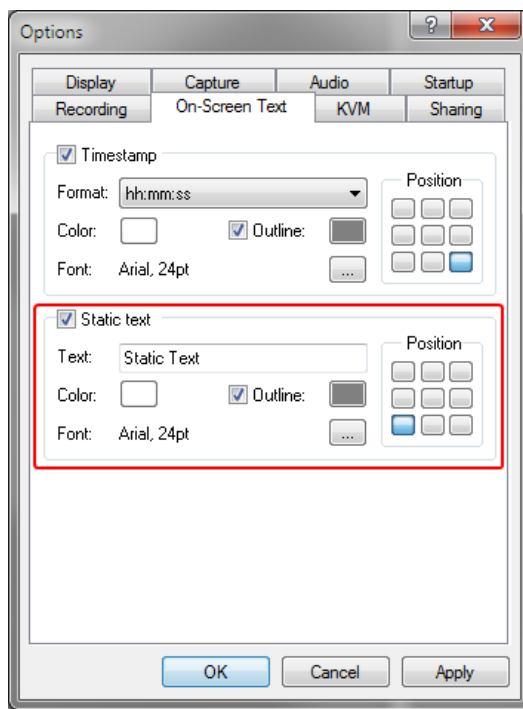 Options
?
X
Display Capture Audio Startup
Recording On-Screen Text KVM Sharing
Timestamp
Format: hh:mm:ss
Position
Color: Outline:
Font: Arial, 24pt ...
Static text
Text: Static Text
Position
Color: Outline:
Font: Arial, 24pt ...
OK Cancel Apply